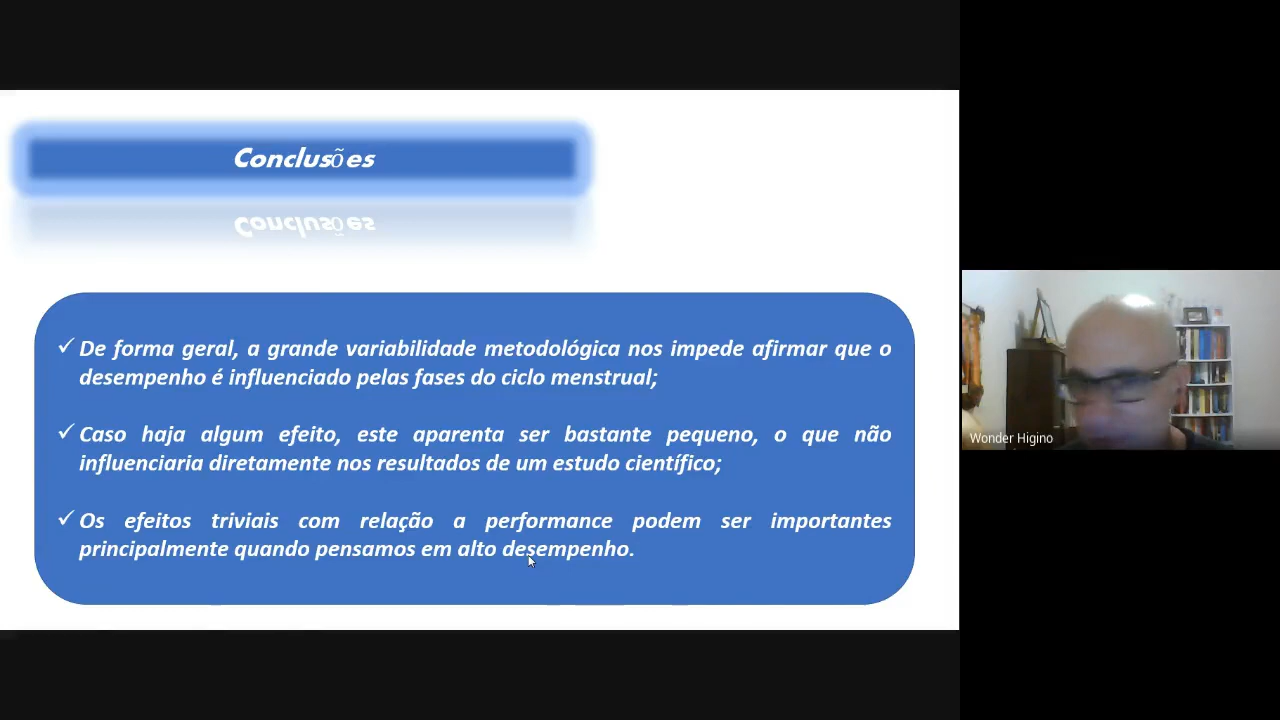 Conclusões
De forma geral, a grande variabilidade metodológica nos impede afirmar que o
desempenho é influenciado pelas fases do ciclo menstrual;
Caso haja algum efeito, este aparenta ser bastante pequeno, o que não
influenciaria diretamente nos resultados de um estudo científico;
Os efeitos triviais com relação a performance podem ser importantes
principalmente quando pensamos em alto desempenho.
Wonder Higino